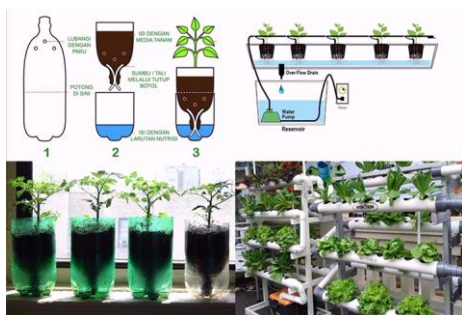 LUBANGI
DENGAN
PAKU
POTONG
DI SINI
ISI DENGAN
MEDIA TANAM
SUMBU / TALI
MELALUI TUTUP
BOTOL
ISI DENGAN
LARUTAN NUTRISI
1
2
3
Over Flow Drain
Water
Pump
Timer
Reservoir